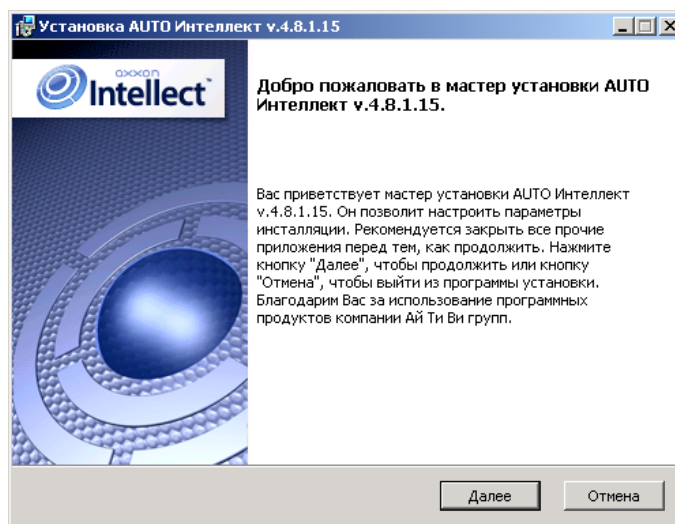 Установка AUTO Интеллект v.4.8.1.15
axxon
Intellect™
Добро пожаловать в мастер установки AUTO
Интеллект v.4.8.1.15.
Вас приветствует мастер установки AUTO Интеллект
v.4.8.1.15. Он позволит настроить параметры
инсталляции. Рекомендуется закрыть все прочие
приложения перед тем, как продолжить. Нажмите
кнопку "Далее", чтобы продолжить или кнопку
"Отмена", чтобы выйти из программы установки.
Благодарим Вас за использование программных
продуктов компании Ай Ти Ви групп.
Далее
Отмена